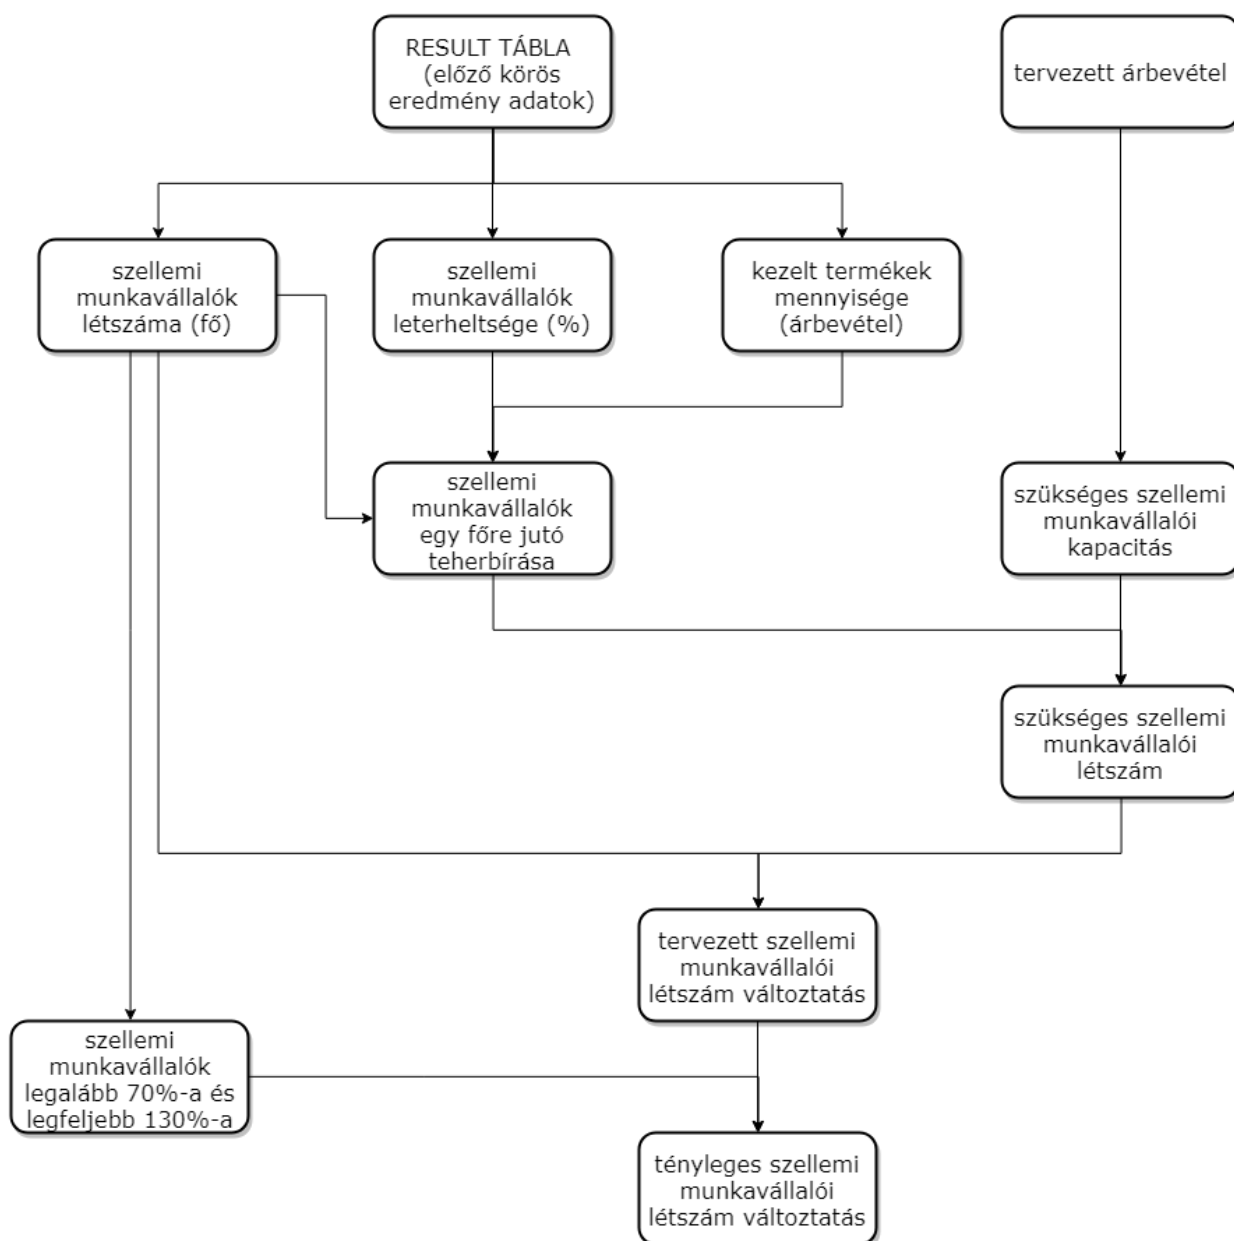 RESULT TÁBLA
(előző körös
eredmény adatok)
tervezett árbevétel
szellemi
munkavállalók
létszáma (fő)
szellemi
munkavállalók
leterheltsége (%)
kezelt termékek
mennyisége
(árbevétel)
szellemi
munkavállalók
egy főre jutó
teherbírása
szükséges szellemi
munkavállalói
kapacitás
szükséges szellemi
munkavállalói
létszám
tervezett szellemi
munkavállalói
létszám változtatás
szellemi
munkavállalók
legalább 70%-a és
legfeljebb 130%-a
tényleges szellemi
munkavállalói
létszám változtatás